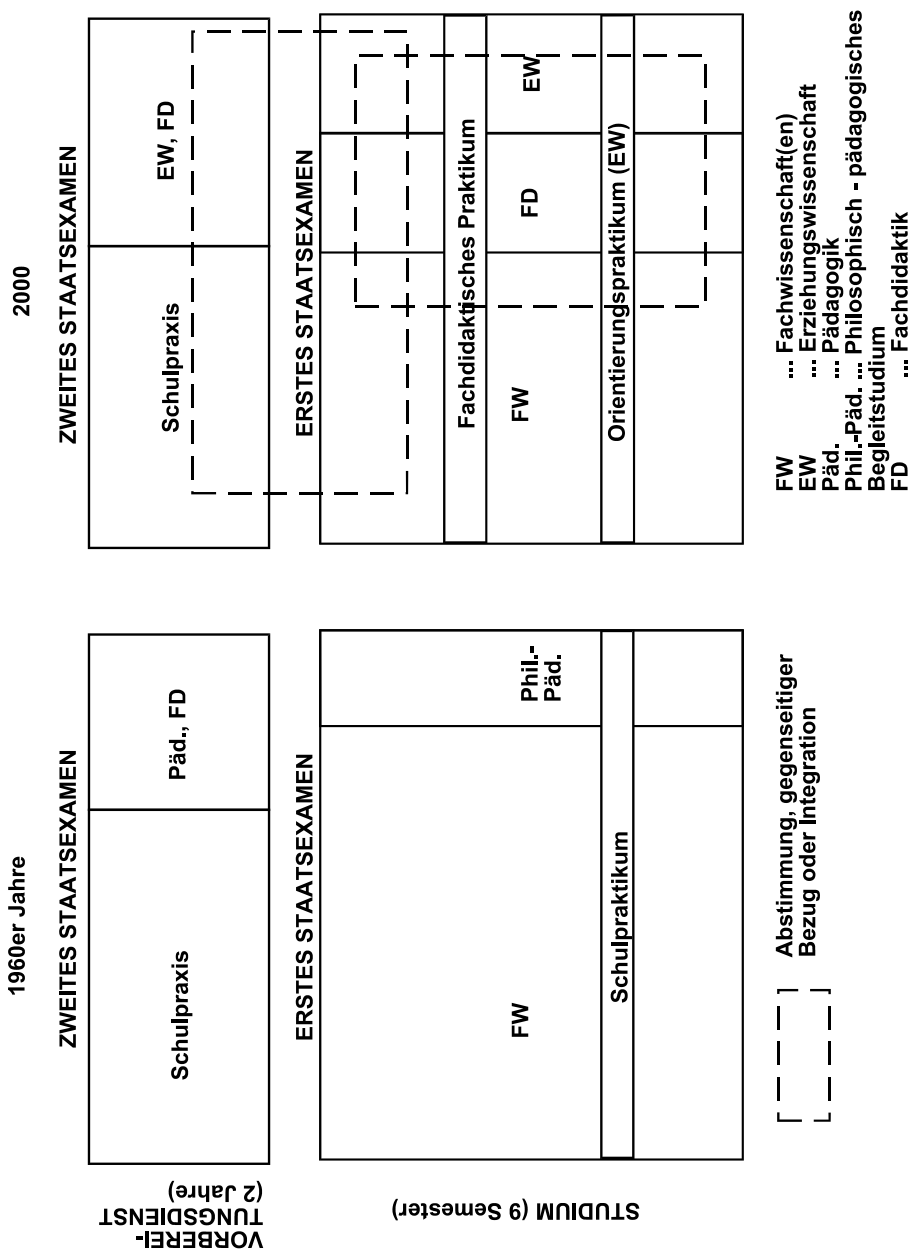 1960er Jahre
2000
ZWEITES STAATSEXAMEN
ZWEITES STAATSEXAMEN
VORBEREI-
TUNGSDIENST
(2 Jahre)
Schulpraxis
Päd., FD
Schulpraxis
EW, FD
ERSTES STAATSEXAMEN
ERSTES STAATSEXAMEN
STUDIUM (9 Semester)
FW
Phil.-
Päd.
Schulpraktikum
Fachdidaktisches Praktikum
FW
FD
EW
Orientierungspraktikum (EW)
Abstimmung, gegenseitiger
Bezug oder Integration
FW ... Fachwissenschaft(en)
EW ... Erziehungswissenschaft
Päd. ... Pädagogik
Phil.-Päd. ... Philosophisch - pädagogisches
Begleitstudium
FD ... Fachdidaktik